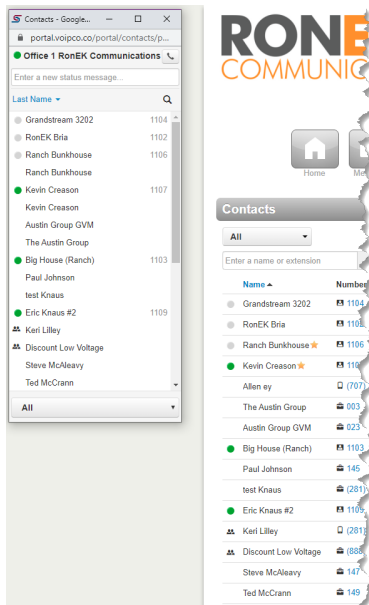 Contacts - Google...
portal.voipco.co/portal/contacts/p...
Office 1 RonEK Communications
Enter a new status message...
Last Name
Grandstream 3202 1104
RonEK Bria 1102
Ranch Bunkhouse 1106
Ranch Bunkhouse
Kevin Creason 1107
Kevin Creason
Austin Group GVM
The Austin Group
Big House (Ranch) 1103
Paul Johnson
test Knaus
Eric Knaus #2 1109
Keri Lilley
Discount Low Voltage
Steve McAleavy
Ted McCrann
All
RONE
COMMUNIC
Home Me
Contacts
All
Enter a name or extension
Name Number
Grandstream 3202 1104
RonEK Bria 110
Ranch Bunkhouse 1106
Kevin Creason 110
Allen ey (707)
The Austin Group 003
Austin Group GVM 023
Big House (Ranch) 1103
Paul Johnson 145
test Knaus (281)
Eric Knaus #2 1109
Keri Lilley (281)
Discount Low Voltage (888
Steve McAleavy 147
Ted McCrann 149